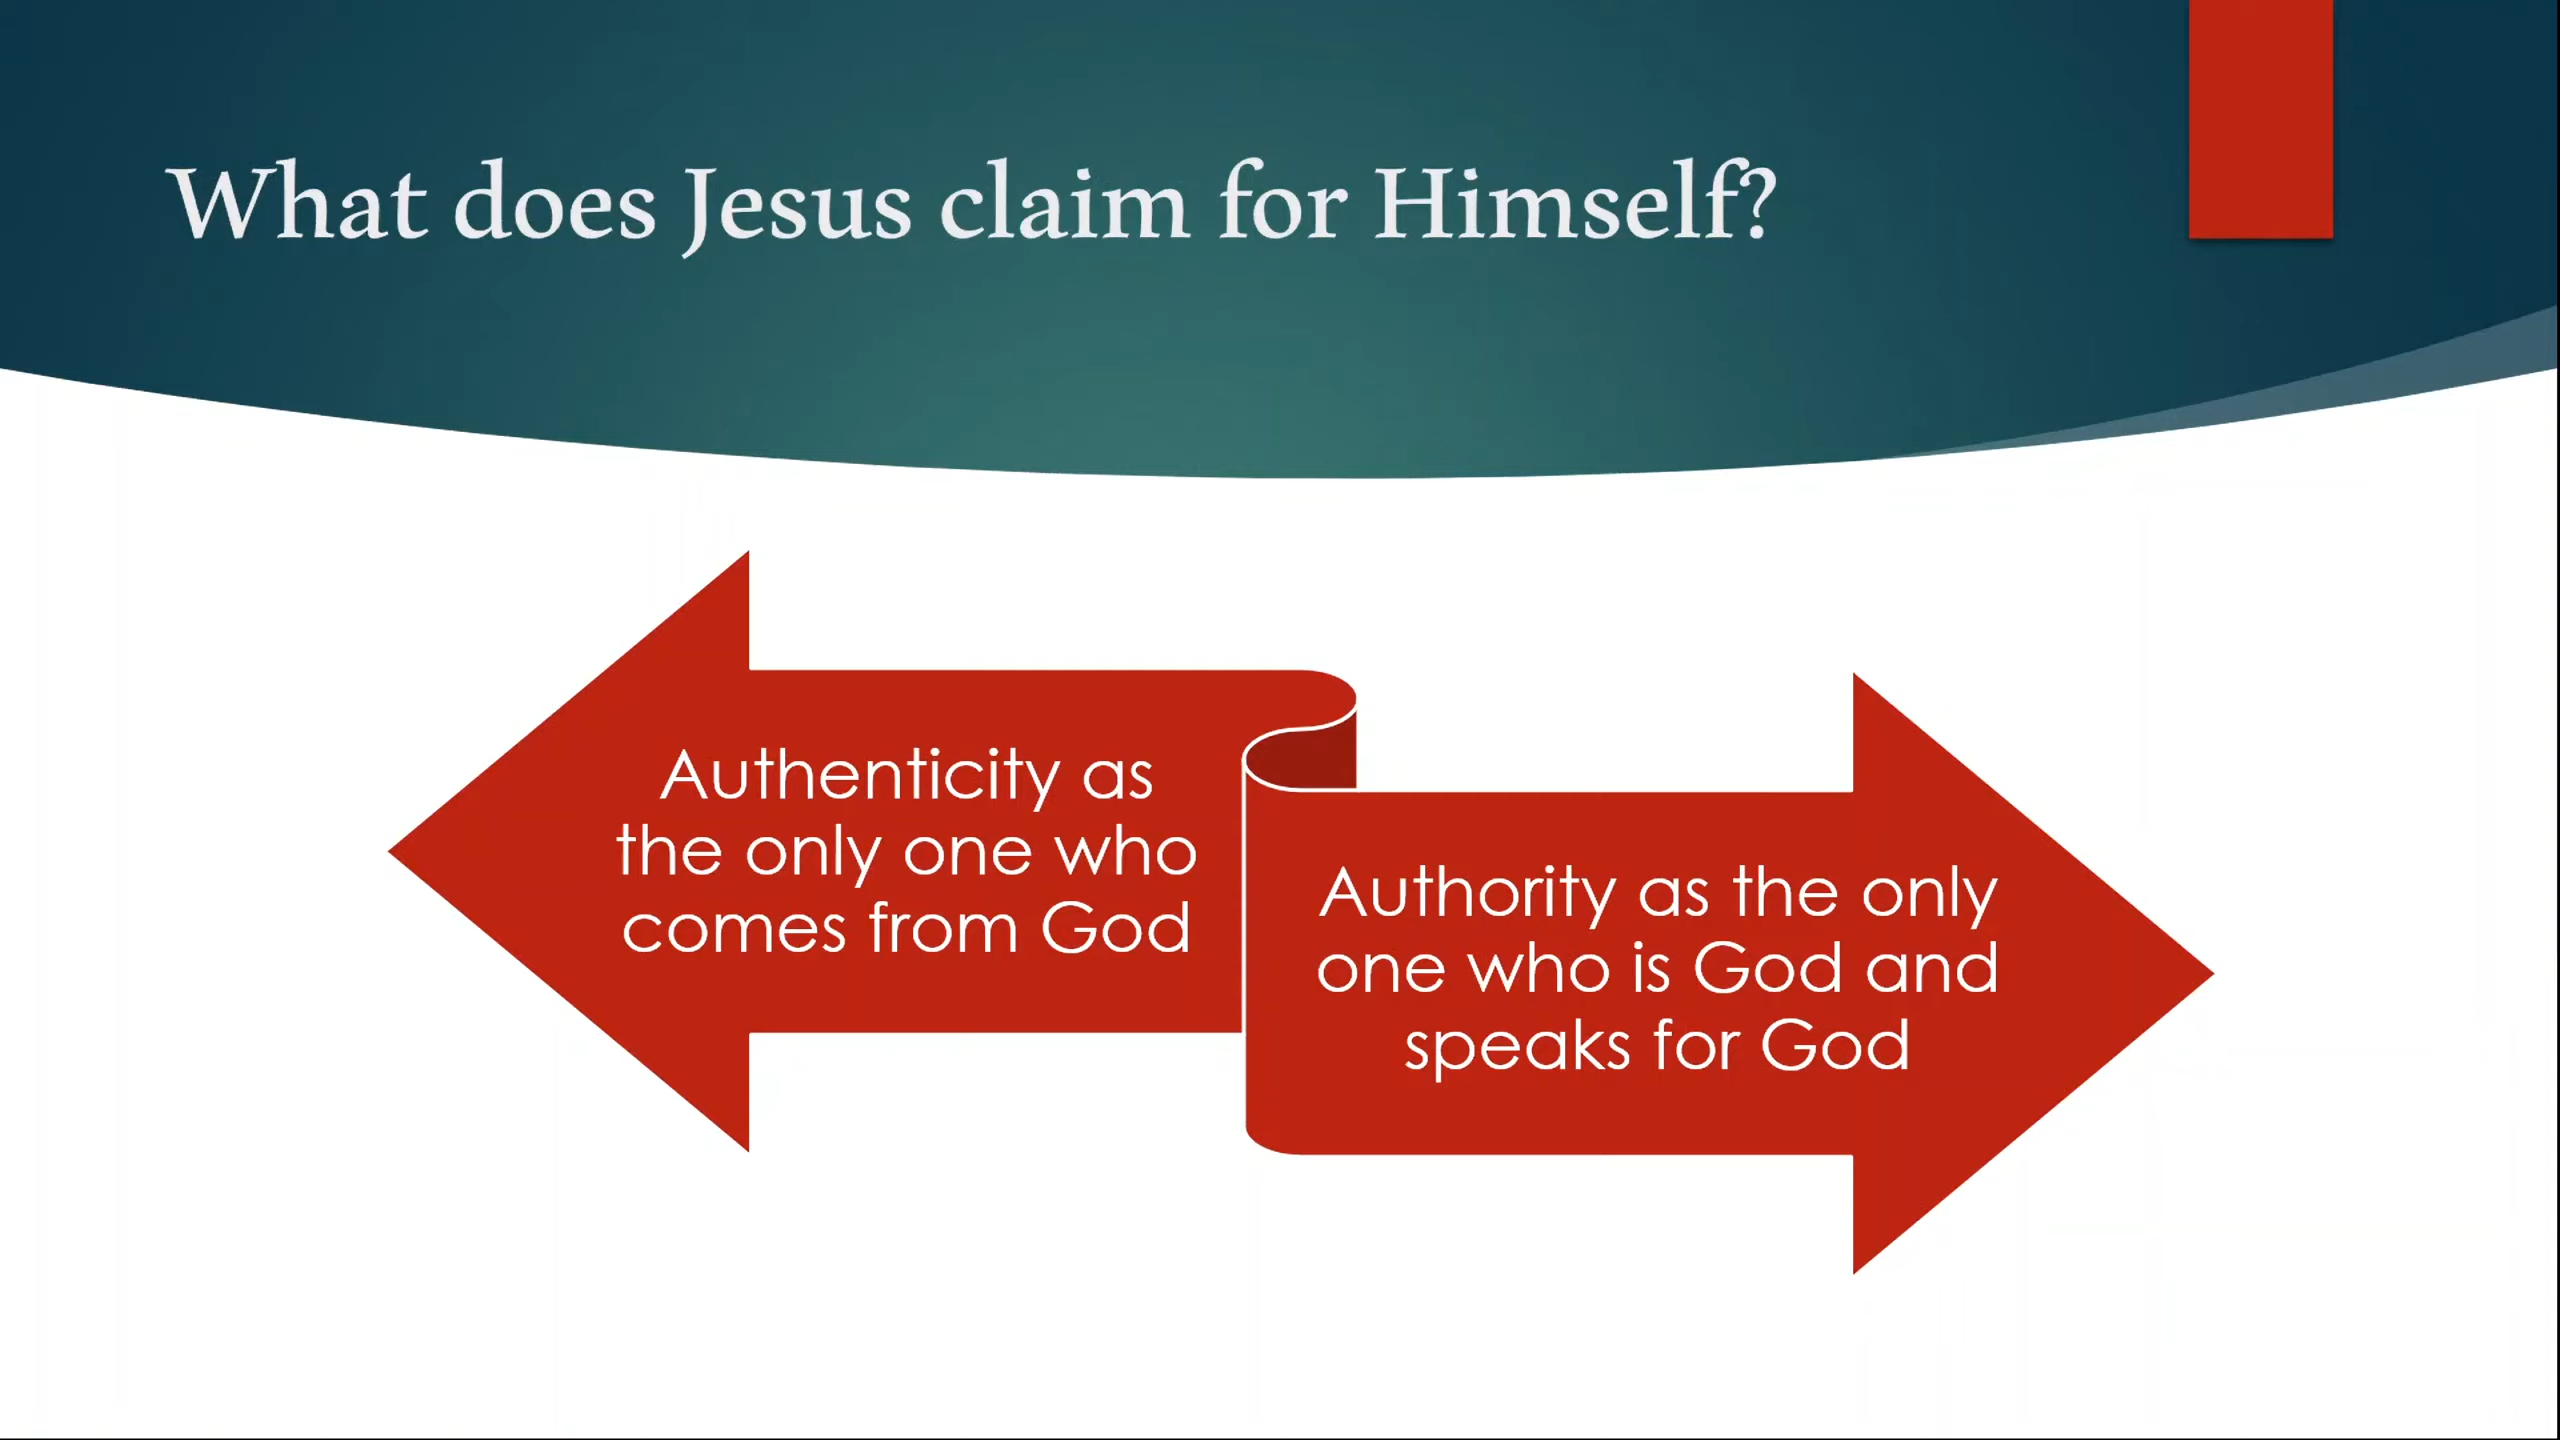 What does Jesus claim for Himself?
Authenticity as
the only one who
comes from God
Authority as the only
one who is God and
speaks for God